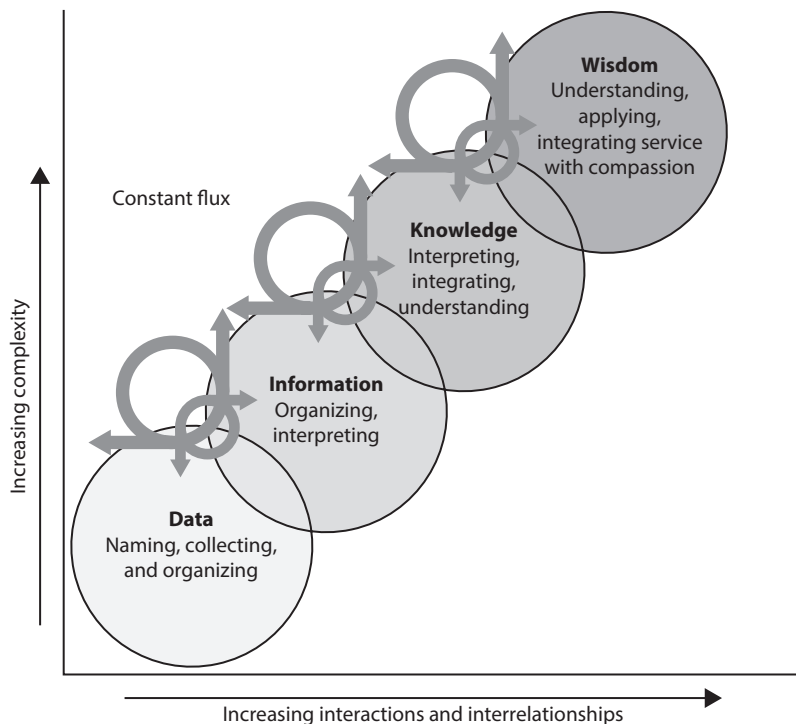 Wisdom
Understanding,
applying,
integrating service
with compassion
Constant flux
Knowledge
Interpreting,
integrating,
understanding
Information
Organizing,
interpreting
Data
Naming, collecting,
and organizing
Increasing complexity
Increasing interactions and interrelationships